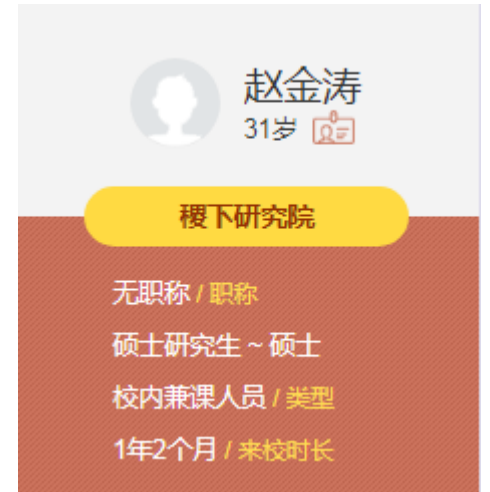 赵金涛
31岁
稷下研究院
无职称 / 职称
硕士研究生 ~ 硕士
校内兼课人员 / 类型
1年2个月 / 来校时长